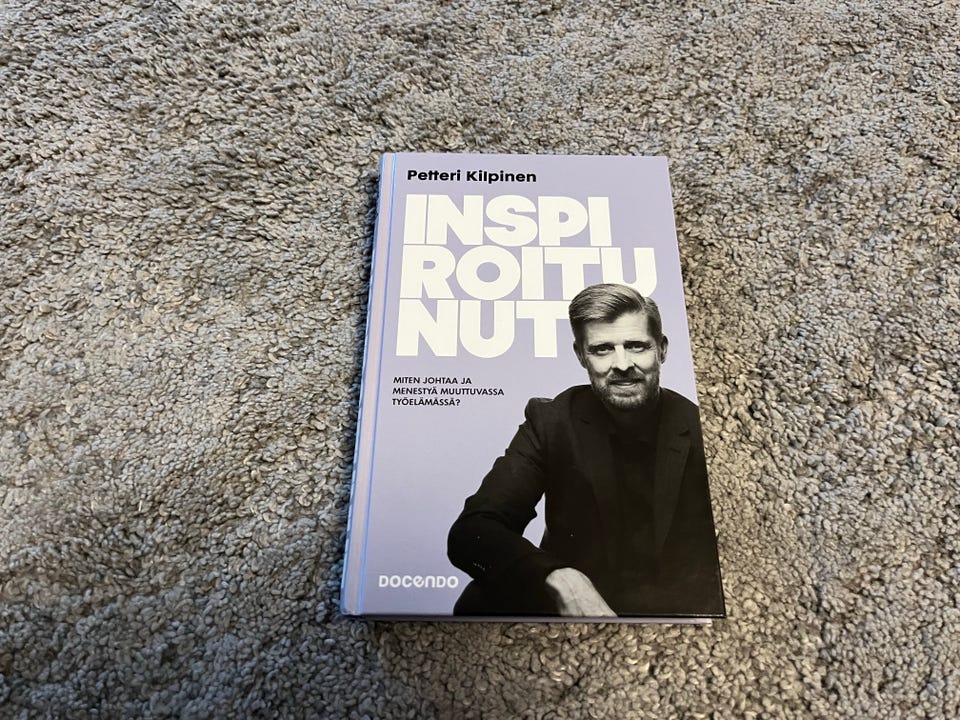 Petteri Kilpinen
INSPI
ROITU
NUT
MITEN JOHTAA JA
MENESTYÄ MUUTTUVASSA
TYÖELÄMÄSSÄ?
DOCENDO